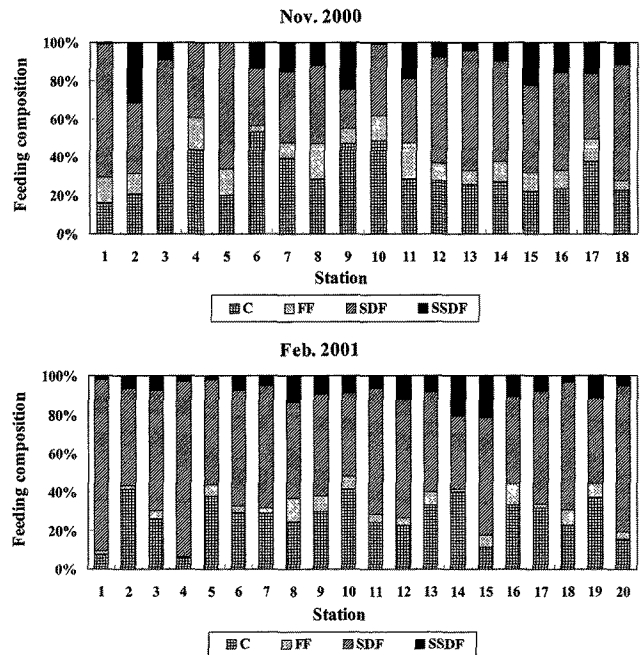 Nov. 2000
Feeding composition
100%
80%
60%
40%
20%
0%
1 2 3 4 5 6 7 8 9 10 11 12 13 14 15 16 17 18
Station
C FF SDF SSDF
Feb. 2001
Feeding composition
100%
80%
60%
40%
20%
0%
1 2 3 4 5 6 7 8 9 10 11 12 13 14 15 16 17 18 19 20
Station
C FF SDF SSDF